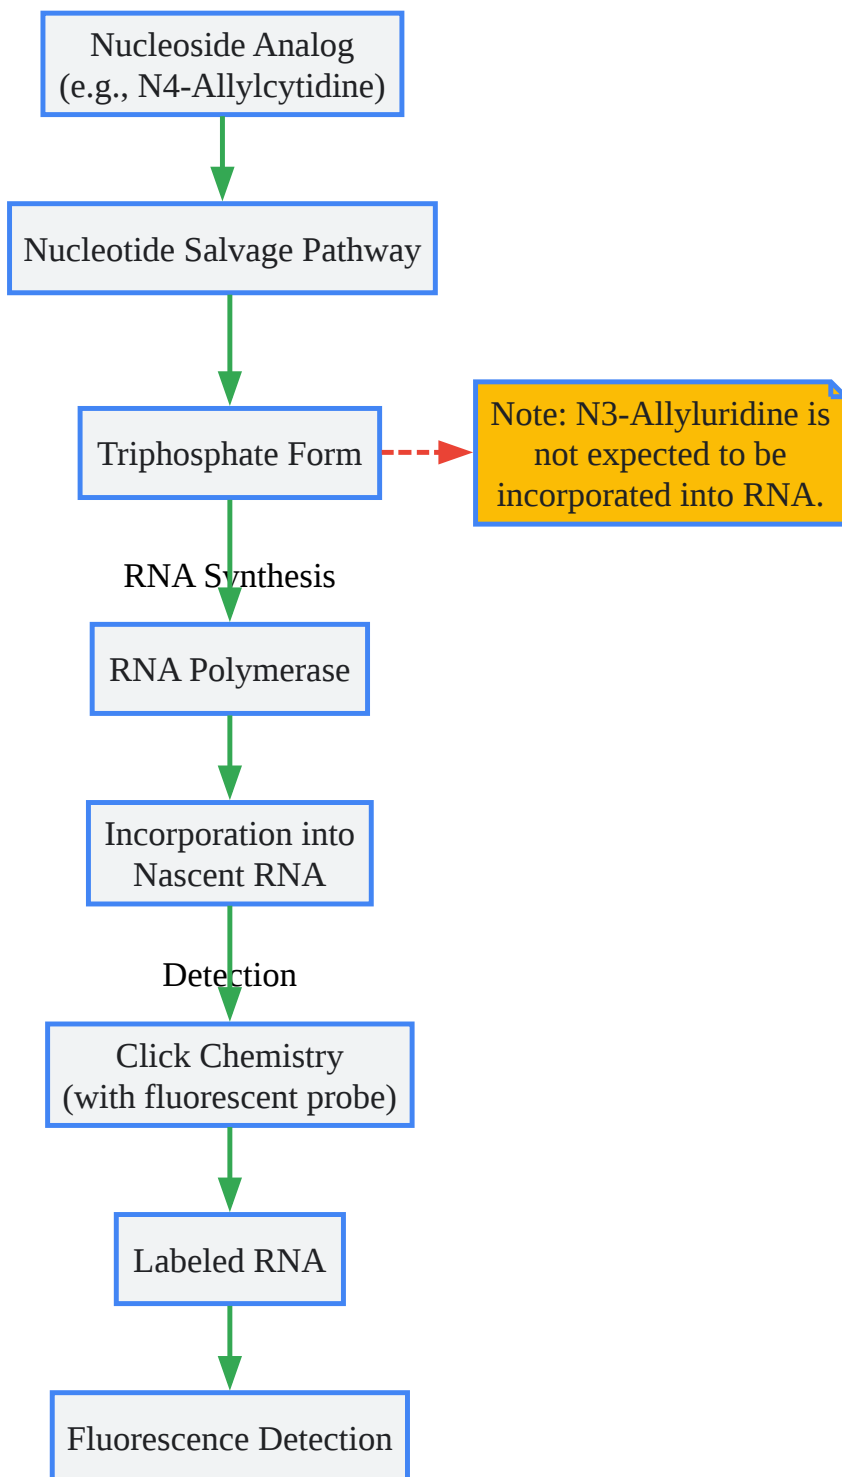 Nucleoside Analog
(e.g., N4-Allylcytidine)
Nucleotide Salvage Pathway
Triphosphate Form
Note: N3-Allyluridine is
not expected to be
incorporated into RNA.
RNA Synthesis
RNA Polymerase
Incorporation into
Nascent RNA
Detection
Click Chemistry
(with fluorescent probe)
Labeled RNA
Fluorescence Detection